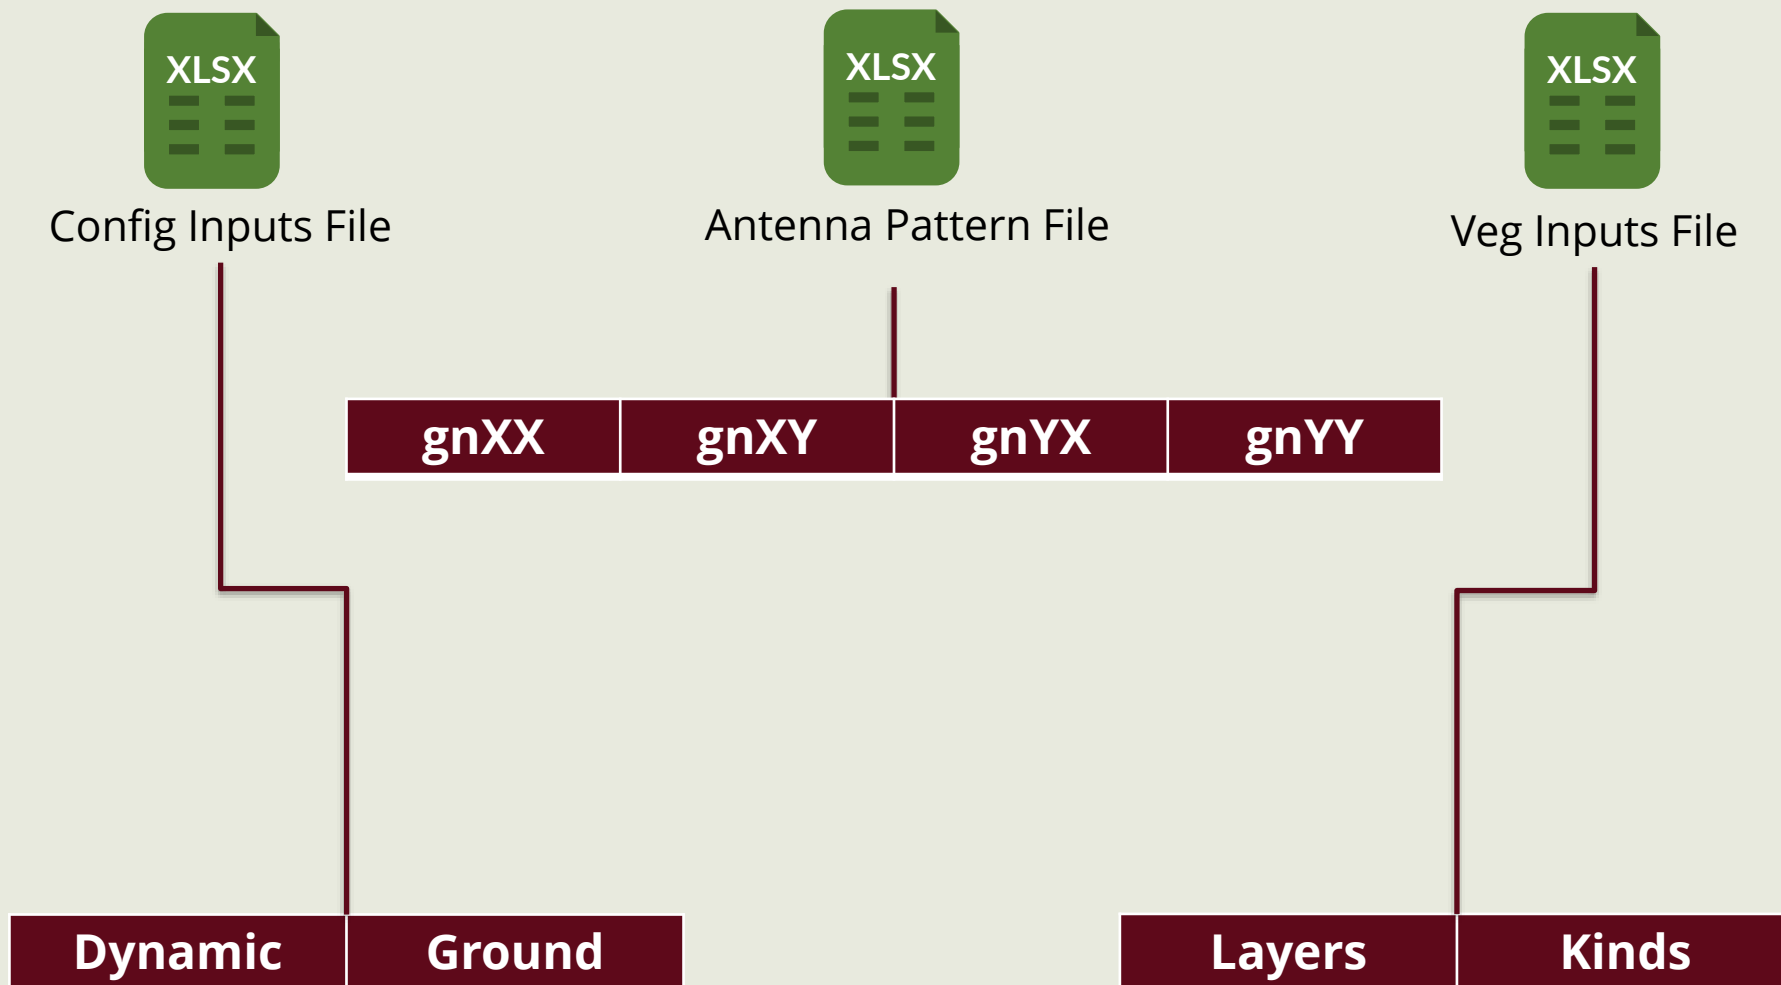 XLSX
XLSX
XLSX
Config Inputs File
Antenna Pattern File
Veg Inputs File
gnXX gnXY gnYX gnYY
Dynamic Ground
Layers Kinds